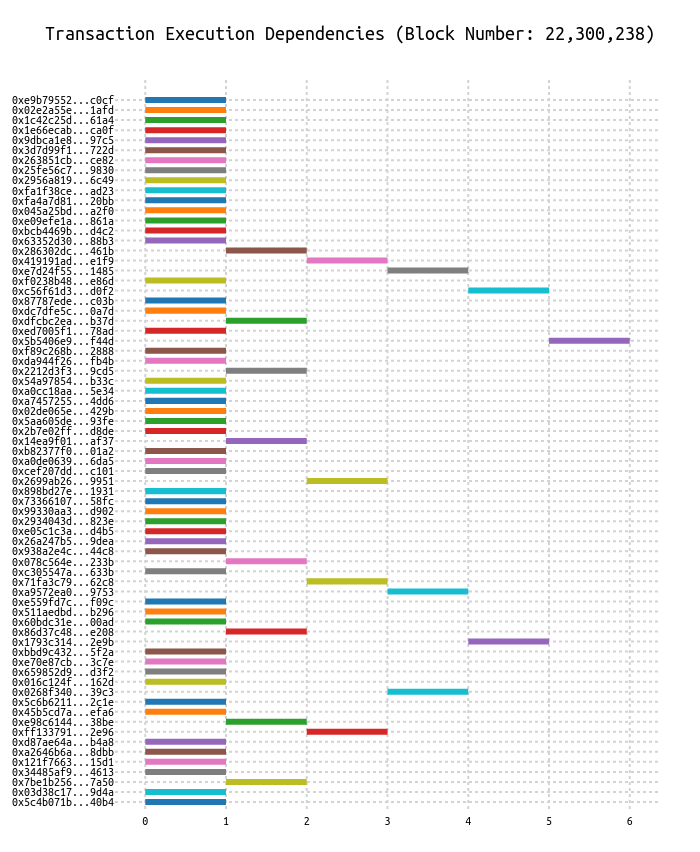 Transaction Execution Dependencies (Block Number: 22,300,238)
0xe9b79552...c0cf
0x02e2a55e...1afd
0x1c42c25d...61a4
0x1e66ecab...ca0f
0x9dbca1e8...97c5
0x3d7d99f1...722d
0x263851cb...ce82
0x25fe56c7...9830
0x2956a819...6c49
0xfa1f38ce...ad23
0xfa4a7d81...20bb
0x045a25bd...a2f0
0xe09efe1a...861a
0xbcb4469b...d4c2
0x63352d30...88b3
0x286302dc...461b
0x419191ad...e1f9
0xe7d24f55...1485
0xf0238b48...e86d
0xc56f61d3...d0f2
0x87787ede...c03b
0xdc7dfe5c...0a7d
0xdfcbc2ea...b37d
0xed7005f1...78ad
0x5b5406e9...f44d
0xf89c268b...2888
0xda944f26...fb4b
0x2212d3f3...9cd5
0x54a97854...b33c
0xa0cc18aa...5e34
0xa7457255...4dd6
0x02de065e...429b
0x5aa605de...93fe
0x2b7e02ff...d8de
0x14ea9f01...af37
0xb82377f0...01a2
0xa0de0639...6da5
0xcef207dd...c101
0x2699ab26...9951
0x898bd27e...1931
0x73366107...58fc
0x99330aa3...d902
0x2934043d...823e
0xe05c1c3a...d4b5
0x26a247b5...9dea
0x938a2e4c...44c8
0x078c564e...233b
0xc305547a...633b
0x71fa3c79...62c8
0xa9572ea0...9753
0xe559fd7c...f09c
0x511aedbd...b296
0x60bdc31e...00ad
0x86d37c48...e208
0x1793c314...2e9b
0xbbd9c432...5f2a
0xe70e87cb...3c7e
0x659852d9...d3f2
0x016c124f...162d
0x0268f340...39c3
0x5c6b6211...2c1e
0x45b5cd7a...efa6
0xe98c6144...38be
0xff133791...2e96
0xd87ae64a...b4a8
0xa2646b6a...8dbb
0x121f7663...15d1
0x34485af9...4613
0x7be1b256...7a50
0x03d38c17...9d4a
0x5c4b071b...40b4
0 1 2 3 4 5 6